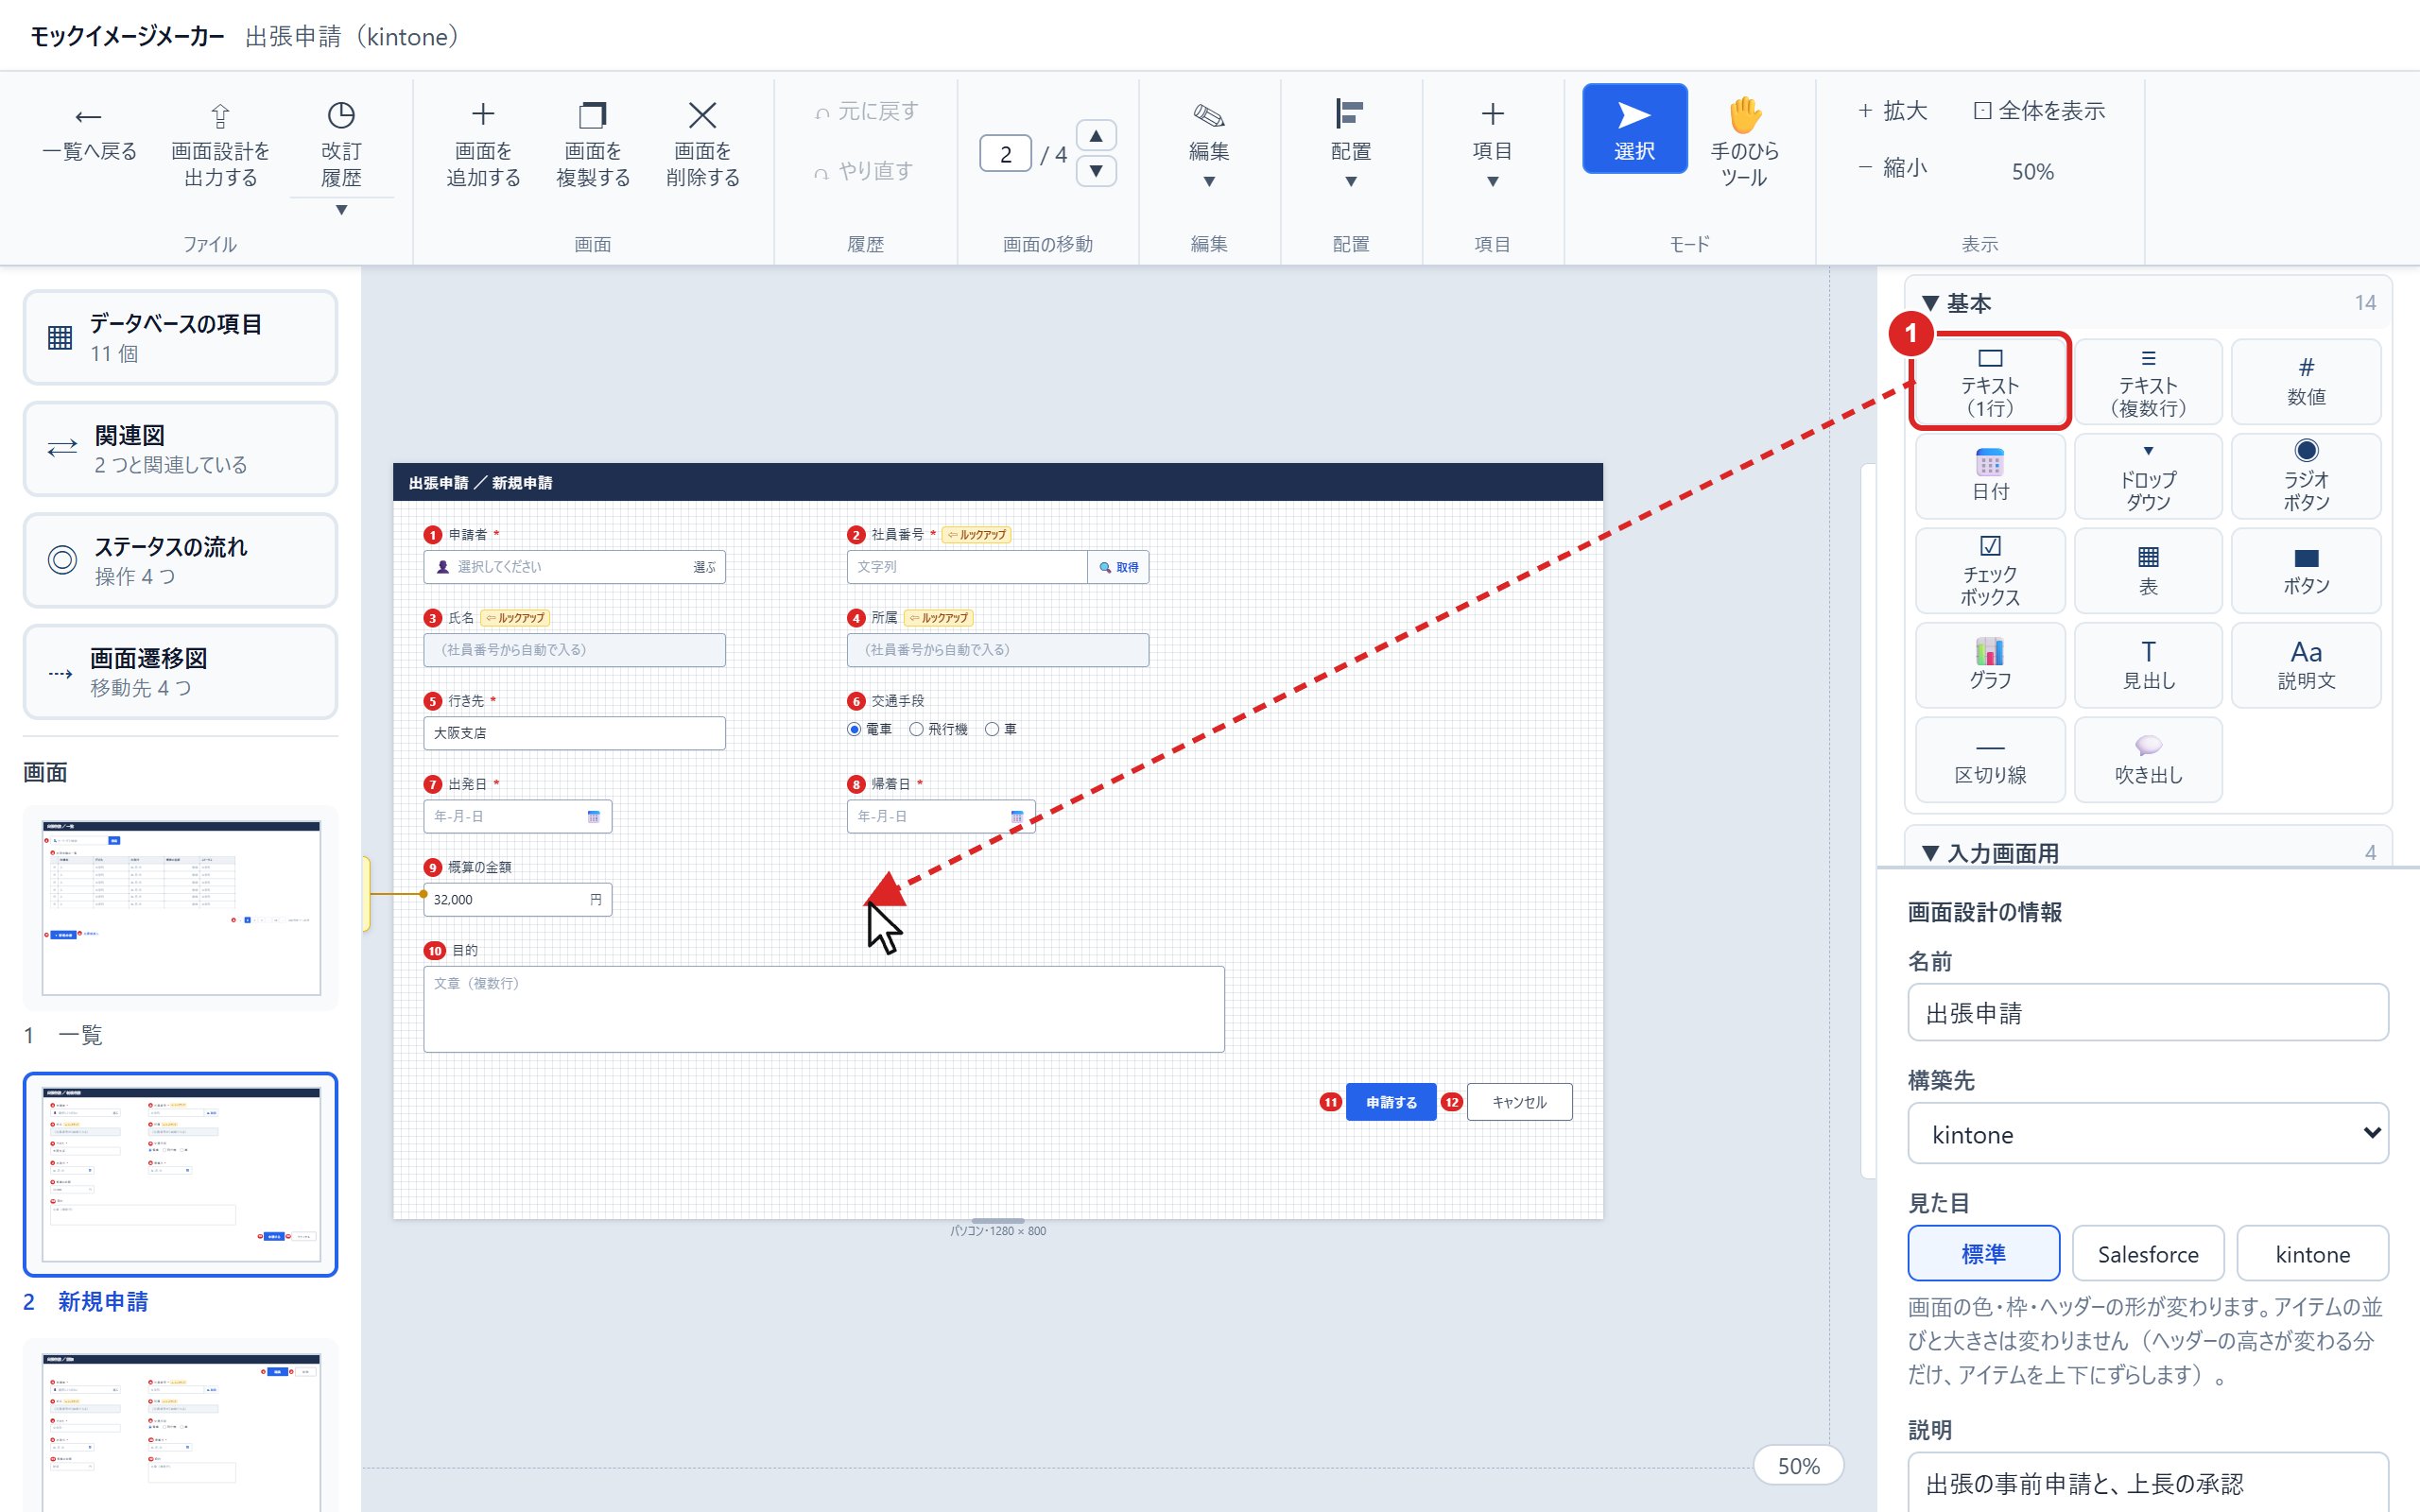 モックイメージメーカー 出張申請（kintone）
一覧へ戻る
画面設計を
出力する
改訂
履歴
ファイル
画面を
追加する
画面を
複製する
画面を
削除する
画面
元に戻す
やり直す
履歴
2 / 4
画面の移動
編集
編集
配置
配置
項目
項目
選択
手のひら
ツール
モード
+ 拡大
− 縮小
全体を表示
50%
表示
データベースの項目
11 個
関連図
2 つと関連している
ステータスの流れ
操作 4 つ
画面遷移図
移動先 4 つ
画面
1 一覧
2 新規申請
出張申請 ／ 新規申請
1 申請者 *
選択してください 選ぶ
2 社員番号 * ⇦ ルックアップ
文字列 取得
3 氏名 ⇦ ルックアップ
（社員番号から自動で入る）
4 所属 ⇦ ルックアップ
（社員番号から自動で入る）
5 行き先 *
大阪支店
6 交通手段
電車 飛行機 車
7 出発日 *
年-月-日
8 帰着日 *
年-月-日
9 概算の金額
32,000 円
10 目的
文章（複数行）
11 申請する
12 キャンセル
パソコン・1280 × 800
50%
▼ 基本 14
1
テキスト
（1行）
テキスト
（複数行）
#
数値
日付
ドロップ
ダウン
ラジオ
ボタン
チェック
ボックス
表
ボタン
グラフ
T
見出し
Aa
説明文
区切り線
吹き出し
▼ 入力画面用 4
画面設計の情報
名前
出張申請
構築先
kintone
見た目
標準
Salesforce
kintone
画面の色・枠・ヘッダーの形が変わります。アイテムの並
びと大きさは変わりません（ヘッダーの高さが変わる分
だけ、アイテムを上下にずらします）。
説明
出張の事前申請と、上長の承認